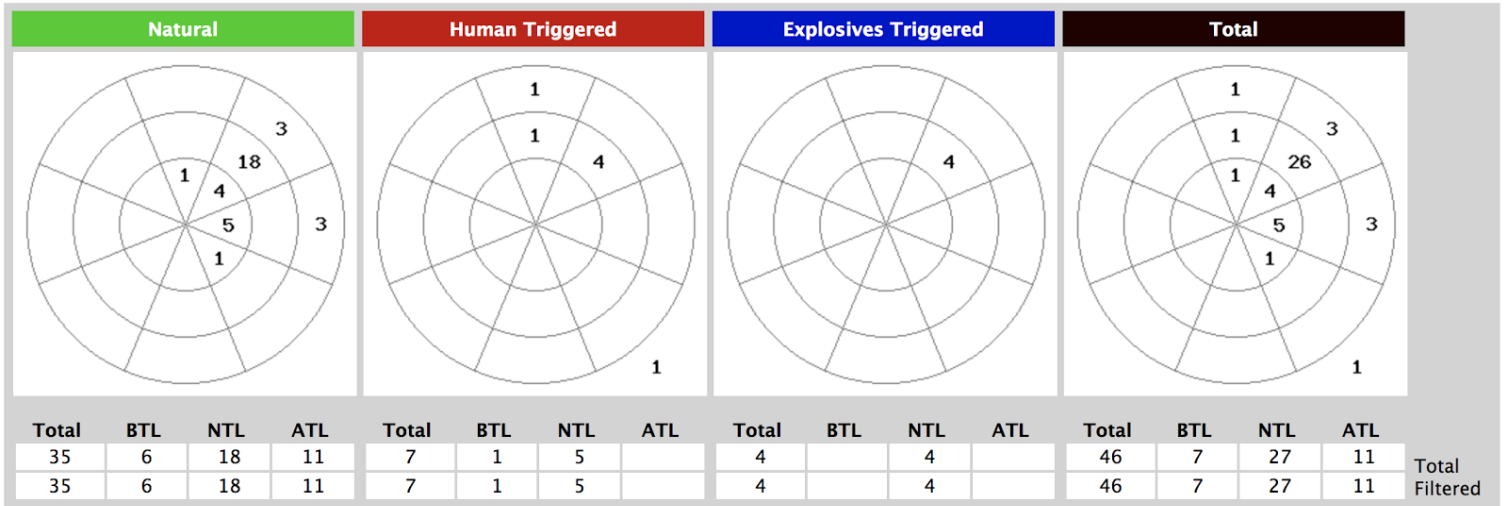 Natural Human Triggered Explosives Triggered Total
1 1
3 3
1 1
18 4 4 26
1 1
4 4
5 3 5 3
1 1
1 1
Total BTL NTL ATL Total BTL NTL ATL Total BTL NTL ATL Total BTL NTL ATL
35 6 18 11 7 1 5 4 4 46 7 27 11 Total
35 6 18 11 7 1 5 4 4 46 7 27 11 Filtered